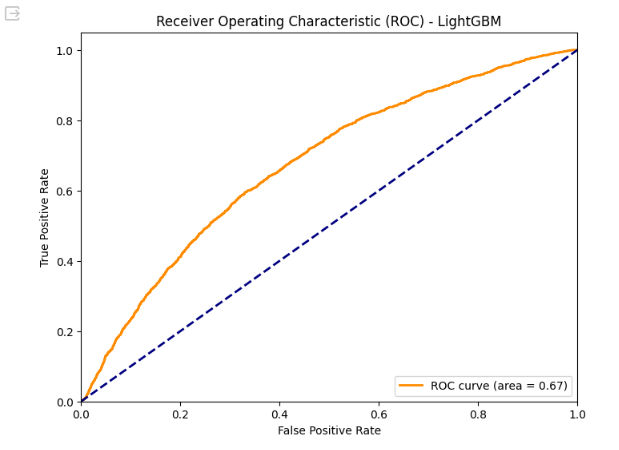 Receiver Operating Characteristic (ROC) - LightGBM
1.0
0.8
0.6
0.4
0.2
0.0
True Positive Rate
0.0 0.2 0.4 0.6 0.8 1.0
False Positive Rate
ROC curve (area = 0.67)